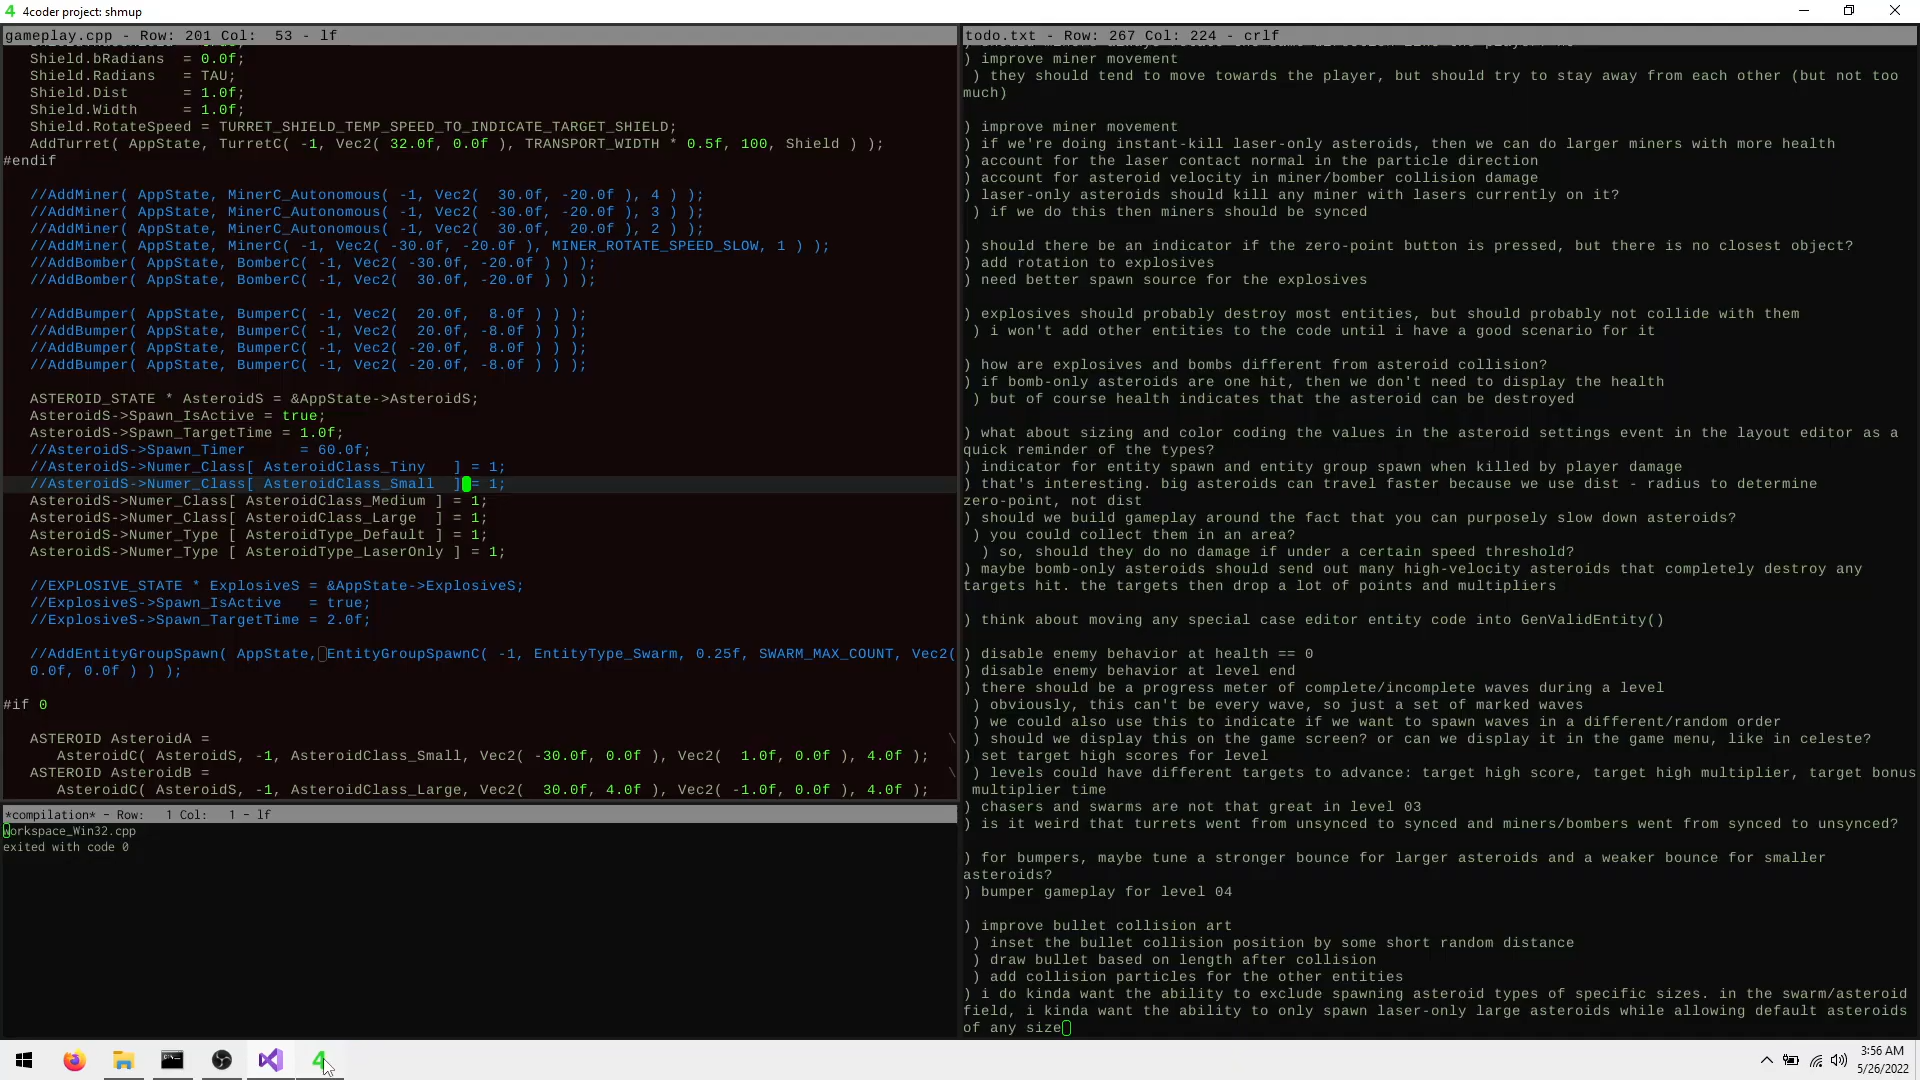 4coder project: shmup
gameplay.cpp - Row: 201 Col:  53 - lf
Shield.bRadians  = 0.0f;
Shield.Radians   = TAU;
Shield.Dist      = 1.0f;
Shield.Width     = 1.0f;
Shield.RotateSpeed = TURRET_SHIELD_TEMP_SPEED_TO_INDICATE_TARGET_SHIELD;
AddTurret( AppState, TurretC( -1, Vec2( 32.0f, 0.0f ), TRANSPORT_WIDTH * 0.5f, 100, Shield ) );
#endif
//AddMiner( AppState, MinerC_Autonomous( -1, Vec2(  30.0f, -20.0f ), 4 ) );
//AddMiner( AppState, MinerC_Autonomous( -1, Vec2( -30.0f, -20.0f ), 3 ) );
//AddMiner( AppState, MinerC_Autonomous( -1, Vec2(  30.0f,  20.0f ), 2 ) );
//AddMiner( AppState, MinerC( -1, Vec2( -30.0f, -20.0f ), MINER_ROTATE_SPEED_SLOW, 1 ) );
//AddBomber( AppState, BomberC( -1, Vec2( -30.0f, -20.0f ) ) );
//AddBomber( AppState, BomberC( -1, Vec2(  30.0f, -20.0f ) ) );
//AddBumper( AppState, BumperC( -1, Vec2(  20.0f,  8.0f ) ) );
//AddBumper( AppState, BumperC( -1, Vec2(  20.0f, -8.0f ) ) );
//AddBumper( AppState, BumperC( -1, Vec2( -20.0f,  8.0f ) ) );
//AddBumper( AppState, BumperC( -1, Vec2( -20.0f, -8.0f ) ) );
ASTEROID_STATE * AsteroidS = &AppState->AsteroidS;
AsteroidS->Spawn_IsActive = true;
AsteroidS->Spawn_TargetTime = 1.0f;
//AsteroidS->Spawn_Timer      = 60.0f;
//AsteroidS->Numer_Class[ AsteroidClass_Tiny   ] = 1;
//AsteroidS->Numer_Class[ AsteroidClass_Small  ] = 1;
AsteroidS->Numer_Class[ AsteroidClass_Medium ] = 1;
AsteroidS->Numer_Class[ AsteroidClass_Large  ] = 1;
AsteroidS->Numer_Type [ AsteroidType_Default ] = 1;
AsteroidS->Numer_Type [ AsteroidType_LaserOnly ] = 1;
//EXPLOSIVE_STATE * ExplosiveS = &AppState->ExplosiveS;
//ExplosiveS->Spawn_IsActive   = true;
//ExplosiveS->Spawn_TargetTime = 2.0f;
//AddEntityGroupSpawn( AppState, EntityGroupSpawnC( -1, EntityType_Swarm, 0.25f, SWARM_MAX_COUNT, Vec2(
0.0f, 0.0f ) ) );
#if 0
ASTEROID AsteroidA = \
AsteroidC( AsteroidS, -1, AsteroidClass_Small, Vec2( -30.0f, 0.0f ), Vec2(  1.0f, 0.0f ), 4.0f );
ASTEROID AsteroidB = \
AsteroidC( AsteroidS, -1, AsteroidClass_Large, Vec2(  30.0f, 4.0f ), Vec2( -1.0f, 0.0f ), 4.0f );
*compilation* - Row:   1 Col:   1 - lf
workspace_Win32.cpp
exited with code 0
todo.txt - Row: 267 Col: 224 - crlf
) improve miner movement
) they should tend to move towards the player, but should try to stay away from each other (but not too
much)
) improve miner movement
) if we're doing instant-kill laser-only asteroids, then we can do larger miners with more health
) account for the laser contact normal in the particle direction
) account for asteroid velocity in miner/bomber collision damage
) laser-only asteroids should kill any miner with lasers currently on it?
) if we do this then miners should be synced
) should there be an indicator if the zero-point button is pressed, but there is no closest object?
) add rotation to explosives
) need better spawn source for the explosives
) explosives should probably destroy most entities, but should probably not collide with them
) i won't add other entities to the code until i have a good scenario for it
) how are explosives and bombs different from asteroid collision?
) if bomb-only asteroids are one hit, then we don't need to display the health
) but of course health indicates that the asteroid can be destroyed
) what about sizing and color coding the values in the asteroid settings event in the layout editor as a
quick reminder of the types?
) indicator for entity spawn and entity group spawn when killed by player damage
) that's interesting. big asteroids can travel faster because we use dist - radius to determine
zero-point, not dist
) should we build gameplay around the fact that you can purposely slow down asteroids?
) you could collect them in an area?
) so, should they do no damage if under a certain speed threshold?
) maybe bomb-only asteroids should send out many high-velocity asteroids that completely destroy any
targets hit. the targets then drop a lot of points and multipliers
) think about moving any special case editor entity code into GenValidEntity()
) disable enemy behavior at health == 0
) disable enemy behavior at level end
) there should be a progress meter of complete/incomplete waves during a level
) obviously, this can't be every wave, so just a set of marked waves
) we could also use this to indicate if we want to spawn waves in a different/random order
) should we display this on the game screen? or can we display it in the game menu, like in celeste?
) set target high scores for level
) levels could have different targets to advance: target high score, target high multiplier, target bonus
multiplier time
) chasers and swarms are not that great in level 03
) is it weird that turrets went from unsynced to synced and miners/bombers went from synced to unsynced?
) for bumpers, maybe tune a stronger bounce for larger asteroids and a weaker bounce for smaller
asteroids?
) bumper gameplay for level 04
) improve bullet collision art
) inset the bullet collision position by some short random distance
) draw bullet based on length after collision
) add collision particles for the other entities
) i do kinda want the ability to exclude spawning asteroid types of specific sizes. in the swarm/asteroid
field, i kinda want the ability to only spawn laser-only large asteroids while allowing default asteroids
of any size
3:56 AM
5/26/2022